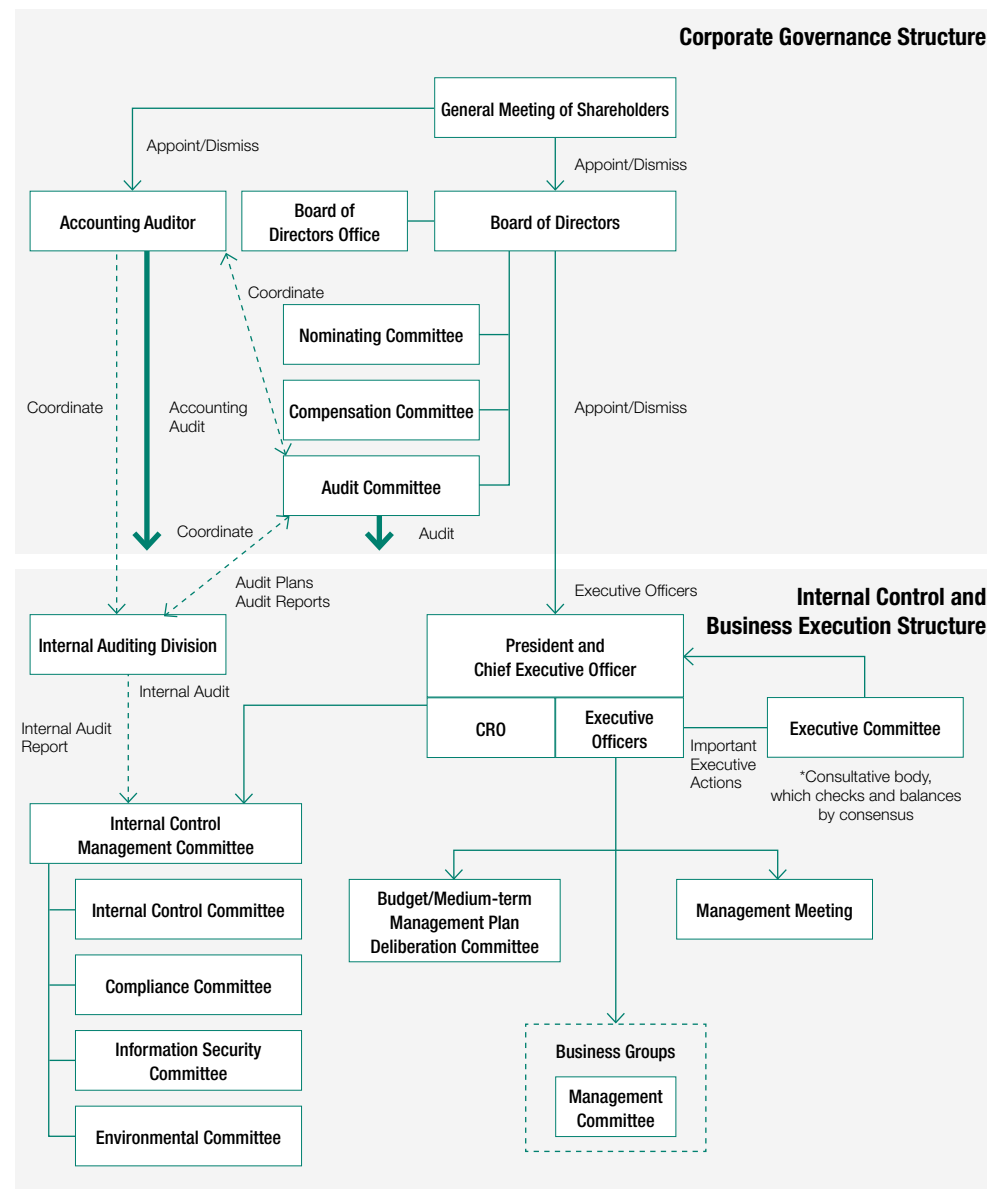 Corporate Governance Structure
General Meeting of Shareholders
Appoint/Dismiss
Appoint/Dismiss
Accounting Auditor
Board of
Directors Office
Board of Directors
Coordinate
Nominating Committee
Coordinate
Accounting
Audit
Compensation Committee
Appoint/Dismiss
Audit Committee
Coordinate
Audit
Audit Plans
Audit Reports
Executive Officers
Internal Control and
Business Execution Structure
Internal Auditing Division
President and
Chief Executive Officer
Internal Audit
Internal Audit
Report
CRO
Executive
Officers
Important
Executive
Actions
Executive Committee
*Consultative body,
which checks and balances
by consensus
Internal Control
Management Committee
Internal Control Committee
Budget/Medium-term
Management Plan
Deliberation Committee
Management Meeting
Compliance Committee
Information Security
Committee
Business Groups
Management
Committee
Environmental Committee